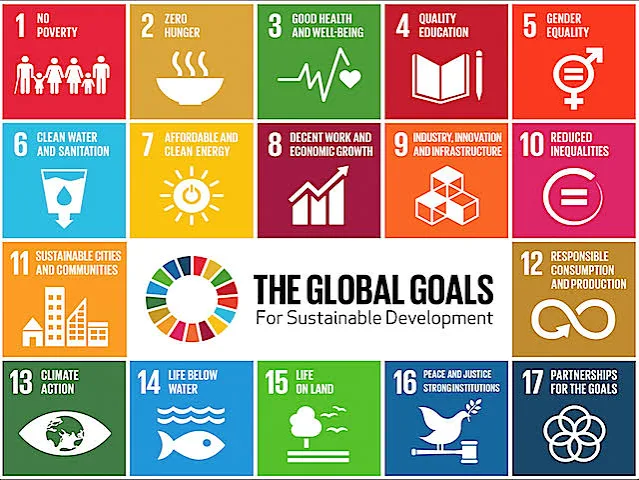 1 NO
POVERTY
2 ZERO
HUNGER
3 GOOD HEALTH
AND WELL-BEING
4 QUALITY
EDUCATION
5 GENDER
EQUALITY
6 CLEAN WATER
AND SANITATION
7 AFFORDABLE AND
CLEAN ENERGY
8 DECENT WORK AND
ECONOMIC GROWTH
9 INDUSTRY, INNOVATION
AND INFRASTRUCTURE
10 REDUCED
INEQUALITIES
11 SUSTAINABLE CITIES
AND COMMUNITIES
THE GLOBAL GOALS
For Sustainable Development
12 RESPONSIBLE
CONSUMPTION
AND PRODUCTION
13 CLIMATE
ACTION
14 LIFE BELOW
WATER
15 LIFE
ON LAND
16 PEACE AND JUSTICE
STRONG INSTITUTIONS
17 PARTNERSHIPS
FOR THE GOALS